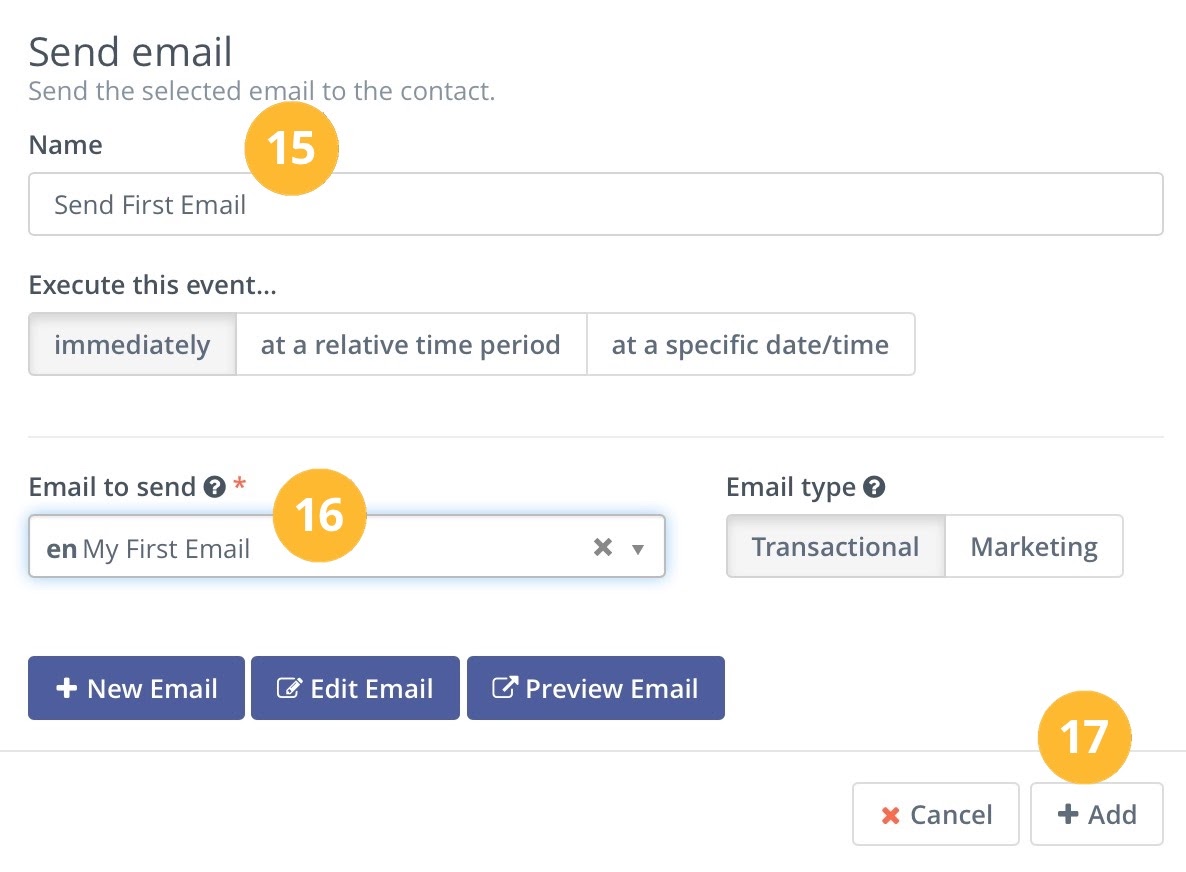 Send email
Send the selected email to the contact.
Name
15
Send First Email
Execute this event...
immediately
at a relative time period
at a specific date/time
Email to send ? *
16
Email type ?
en My First Email
Transactional
Marketing
New Email
Edit Email
Preview Email
17
Cancel
Add